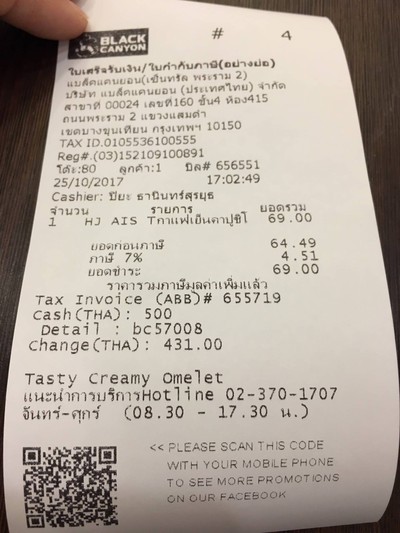 BLACK CANYON
# 4
ใบเสร็จรับเงิน/ใบกำกับภาษี(อย่างย่อ)
แบล็คแคนยอน(เซ็นทรัล พระราม 2)
บริษัท แบล็คแคนยอน (ประเทศไทย) จำกัด
สาขาที่ 00024 เลขที่160 ชั้น4 ห้อง415
ถนนพระราม 2 แขวงแสมดำ
เขตบางขุนเทียน กรุงเทพฯ 10150
TAX ID.0105536100555
Reg#.(03)152109100891
โต๊ะ:80 ลูกค้า:1 บิล# 656551
25/10/2017 17:02:49
Cashier: ปิยะ ธานินทร์สุรยุธ
จำนวน รายการ ยอดรวม
1 HJ AIS Tกาแฟเย็นคาปูชิโ 69.00
ยอดก่อนภาษี 64.49
ภาษี 7% 4.51
ยอดชำระ 69.00
ราคารวมภาษีมูลค่าเพิ่มแล้ว
Tax Invoice (ABB)# 655719
Cash(THA): 500
Detail : bc57008
Change(THA): 431.00
Tasty Creamy Omelet
แนะนำการบริการHotline 02-370-1707
จันทร์-ศุกร์ (08.30 - 17.30 น.)
<< PLEASE SCAN THIS CODE
WITH YOUR MOBILE PHONE
TO SEE MORE PROMOTIONS
ON OUR FACEBOOK